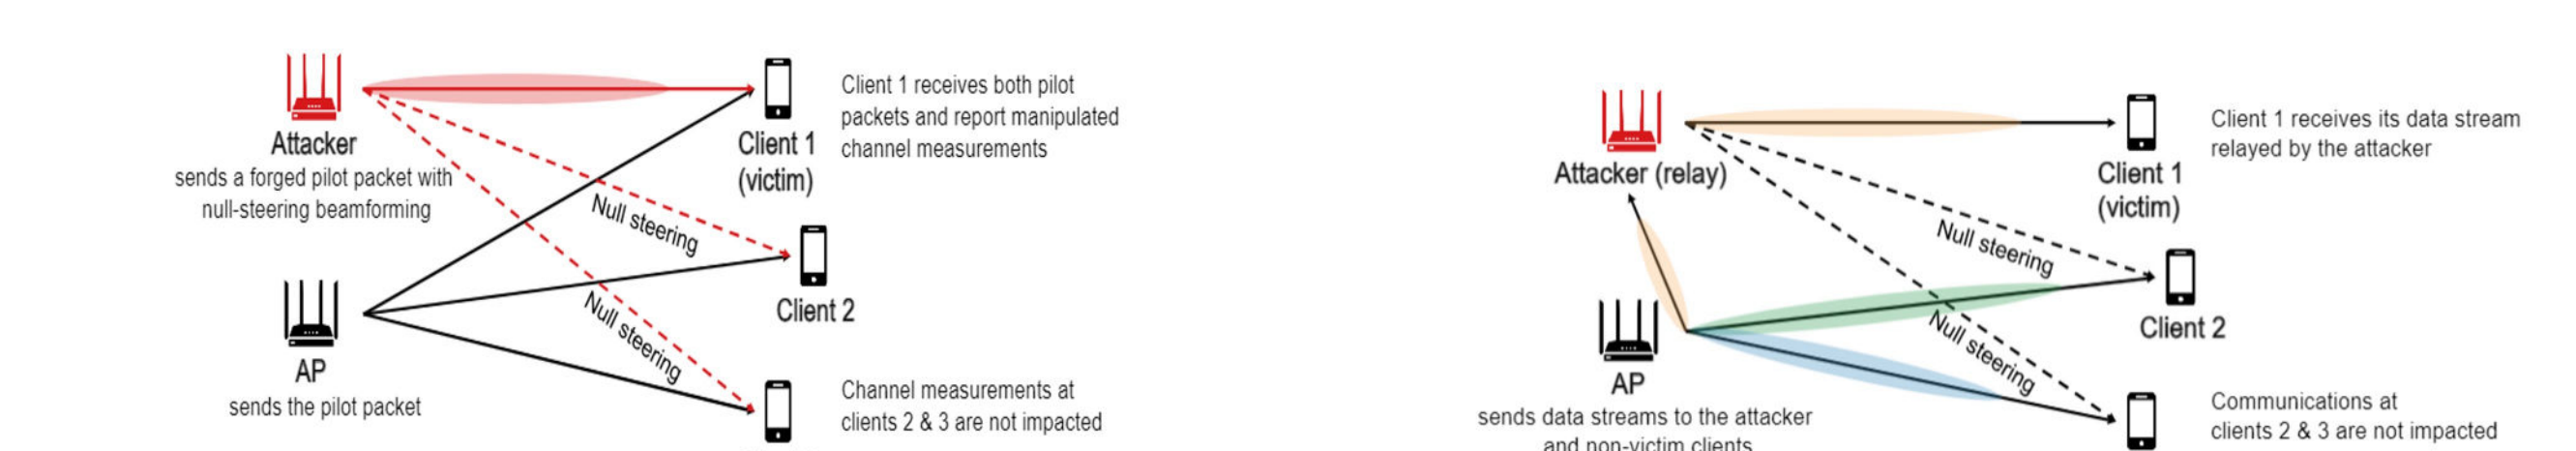 Attacker
sends a forged pilot packet with
null-steering beamforming
Client 1 receives both pilot
packets and report manipulated
channel measurements
Client 1
(victim)
Null steering
Client 2
Null steering
AP
sends the pilot packet
Channel measurements at
clients 2 & 3 are not impacted
Attacker (relay)
Client 1 receives its data stream
relayed by the attacker
Client 1
(victim)
Null steering
Client 2
Null steering
AP
sends data streams to the attacker
and non-victim clients
Communications at
clients 2 & 3 are not impacted